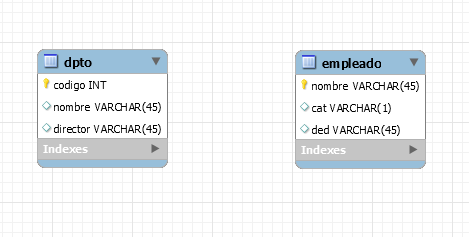 dpto
codigo INT
nombre VARCHAR(45)
director VARCHAR(45)
Indexes
empleado
nombre VARCHAR(45)
cat VARCHAR(1)
ded VARCHAR(45)
Indexes